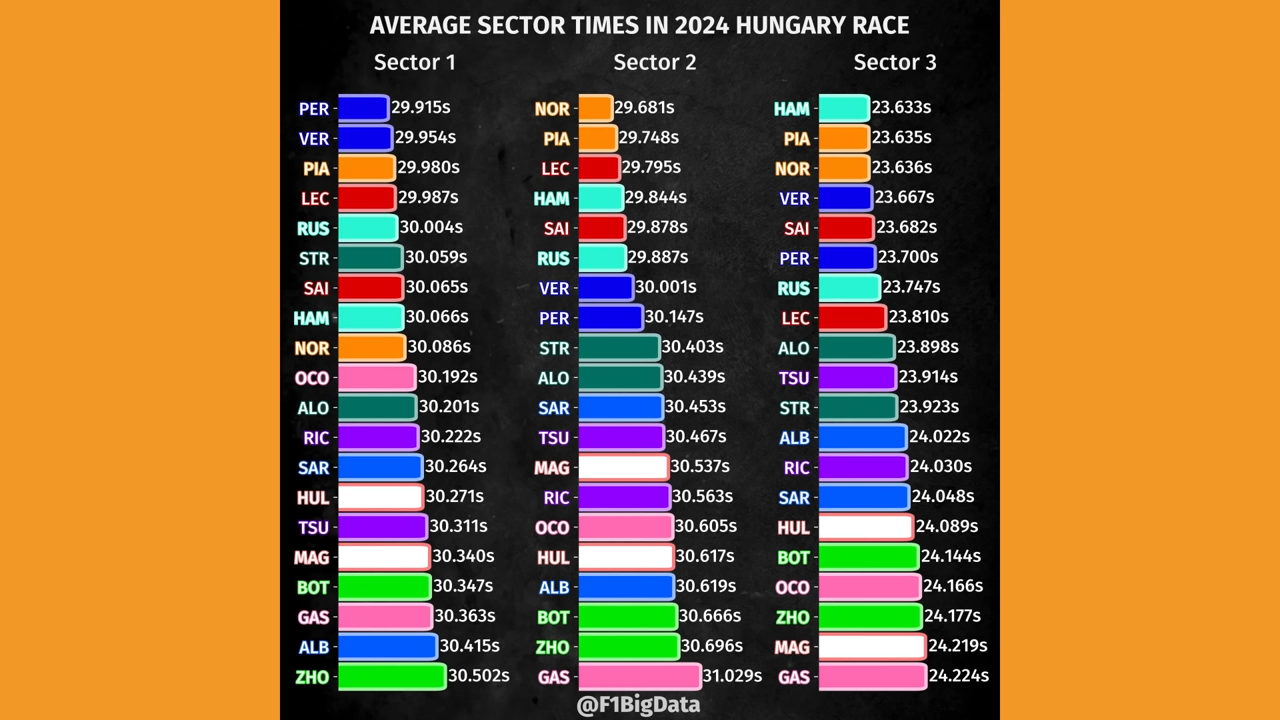 AVERAGE SECTOR TIMES IN 2024 HUNGARY RACE
Sector 1
PER 29.915s
VER 29.954s
PIA 29.980s
LEC 29.987s
RUS 30.004s
STR 30.059s
SAI 30.065s
HAM 30.066s
NOR 30.086s
OCO 30.192s
ALO 30.201s
RIC 30.222s
SAR 30.264s
HUL 30.271s
TSU 30.311s
MAG 30.340s
BOT 30.347s
GAS 30.363s
ALB 30.415s
ZHO 30.502s
Sector 2
NOR 29.681s
PIA 29.748s
LEC 29.795s
HAM 29.844s
SAI 29.878s
RUS 29.887s
VER 30.001s
PER 30.147s
STR 30.403s
ALO 30.439s
SAR 30.453s
TSU 30.467s
MAG 30.537s
RIC 30.563s
OCO 30.605s
HUL 30.617s
ALB 30.619s
BOT 30.666s
ZHO 30.696s
GAS 31.029s
Sector 3
HAM 23.633s
PIA 23.635s
NOR 23.636s
VER 23.667s
SAI 23.682s
PER 23.700s
RUS 23.747s
LEC 23.810s
ALO 23.898s
TSU 23.914s
STR 23.923s
ALB 24.022s
RIC 24.030s
SAR 24.048s
HUL 24.089s
BOT 24.144s
OCO 24.166s
ZHO 24.177s
MAG 24.219s
GAS 24.224s
@F1BigData